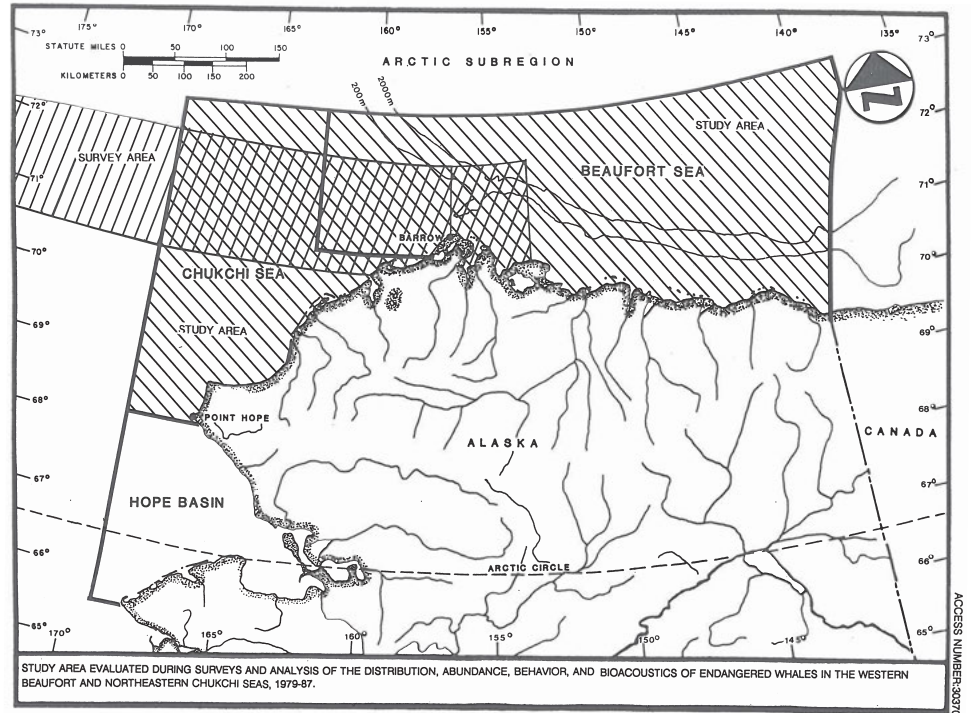 175° 170° 165° 160° 155° 150° 145° 140° 135°
73° 73°
STATUTE MILES 0 50 100 150
KILOMETERS 0 50 100 150 200
ARCTIC SUBREGION
200m 2000m
N
72° 72°
STUDY AREA
SURVEY AREA
BEAUFORT SEA
71° 71°
BARROW
70° 70°
CHUKCHI SEA
STUDY AREA
69° 69°
68° 68°
POINT HOPE
ALASKA
CANADA
67° 67°
HOPE BASIN
66° 66°
ARCTIC CIRCLE
65° 65°
170° 165° 160° 155° 150° 145°
STUDY AREA EVALUATED DURING SURVEYS AND ANALYSIS OF THE DISTRIBUTION, ABUNDANCE, BEHAVIOR, AND BIOACOUSTICS OF ENDANGERED WHALES IN THE WESTERN
BEAUFORT AND NORTHEASTERN CHUKCHI SEAS, 1979-87.
ACCESS NUMBER:30370